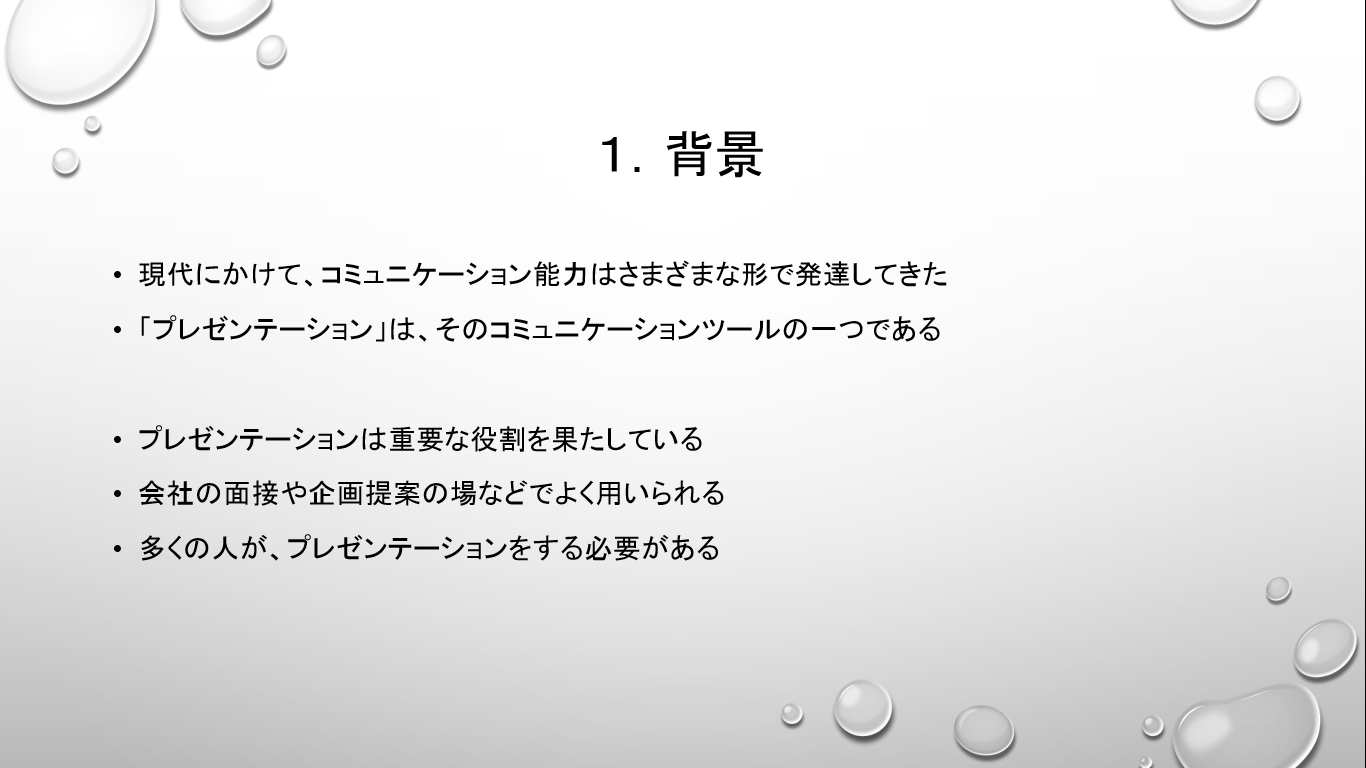 1. 背景
• 現代にかけて、コミュニケーション能力はさまざまな形で発達してきた
• 「プレゼンテーション」は、そのコミュニケーションツールの一つである
• プレゼンテーションは重要な役割を果たしている
• 会社の面接や企画提案の場などでよく用いられる
• 多くの人が、プレゼンテーションをする必要がある